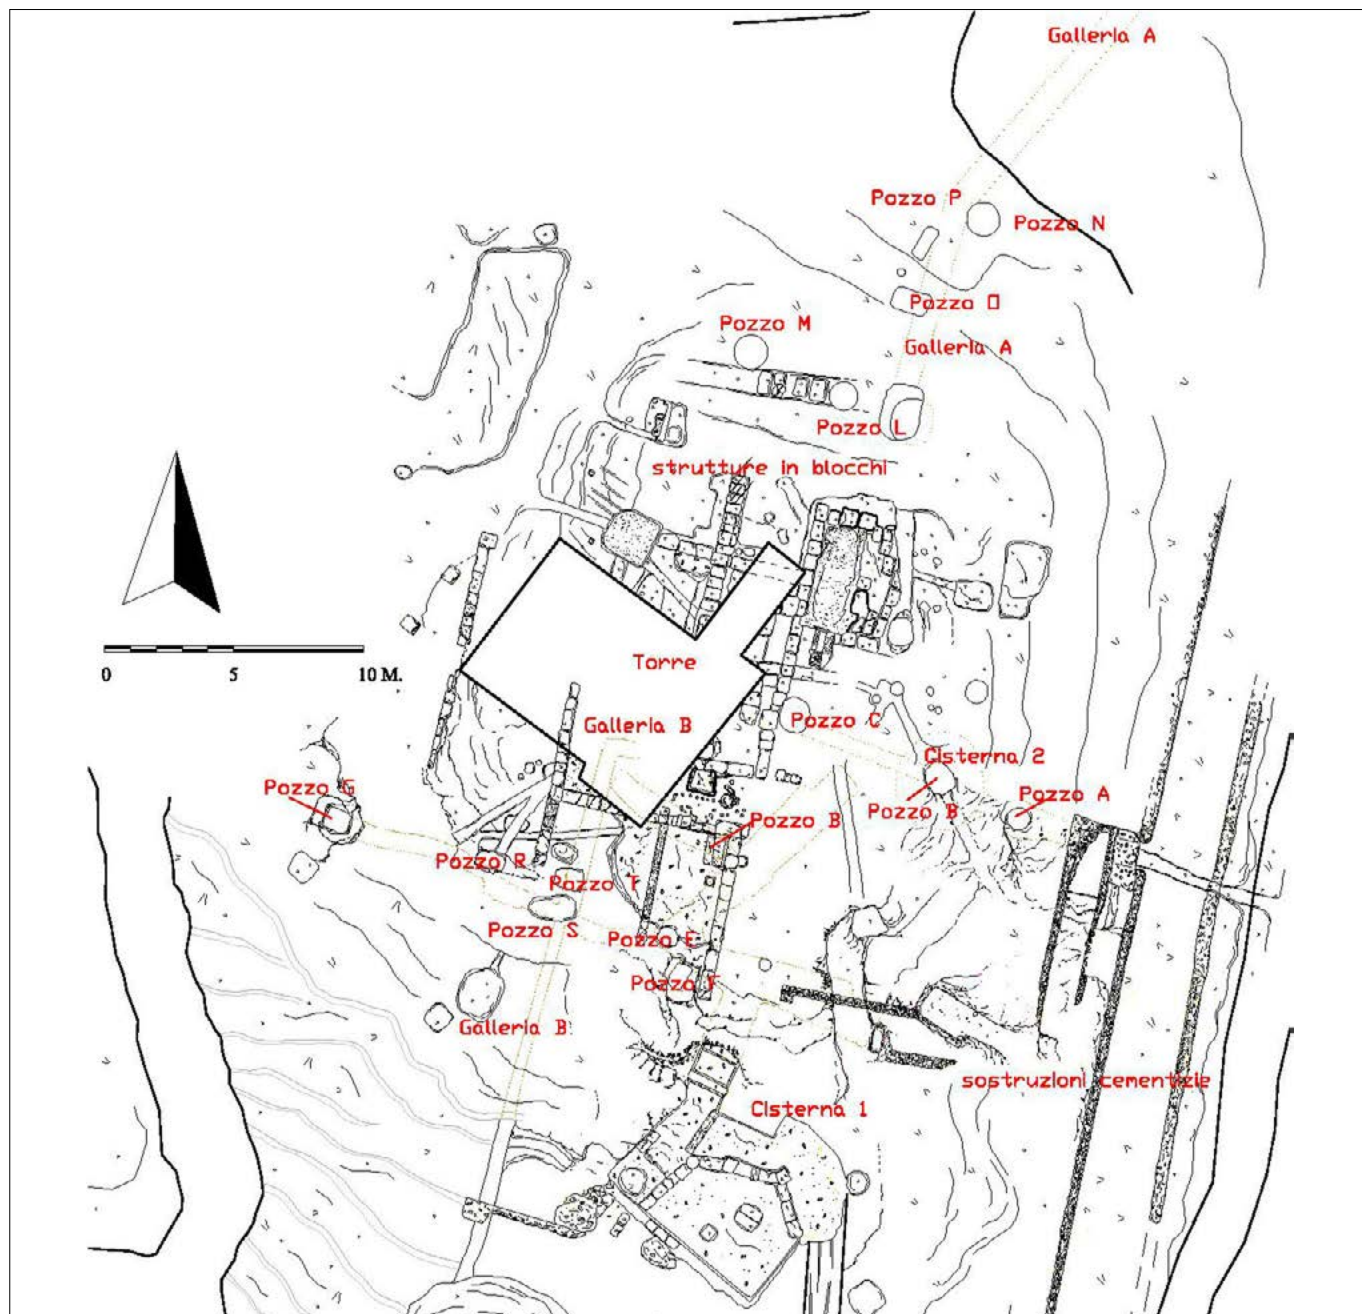 Galleria A
Pozzo P
Pozzo N
Pozzo O
Pozzo M
Galleria A
Pozzo L
strutture in blocchi
Torre
0 5 10 M.
Galleria B
Pozzo C
Cisterna 2
Pozzo G
Pozzo B
Pozzo A
Pozzo B
Pozzo R
Pozzo T
Pozzo S
Pozzo E
Pozzo F
Galleria B
sostruzioni cementizie
Cisterna 1